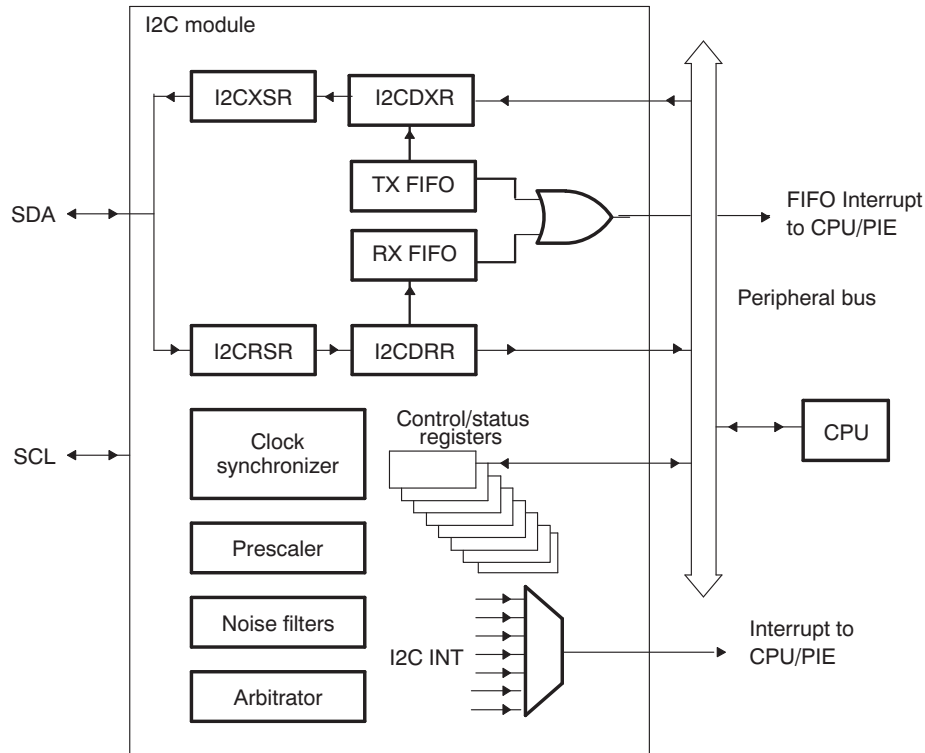 I2C module
I2CXSR
I2CDXR
TX FIFO
SDA
FIFO Interrupt
to CPU/PIE
RX FIFO
Peripheral bus
I2CRSR
I2CDRR
Control/status
registers
CPU
SCL
Clock
synchronizer
Prescaler
Noise filters
I2C INT
Interrupt to
CPU/PIE
Arbitrator